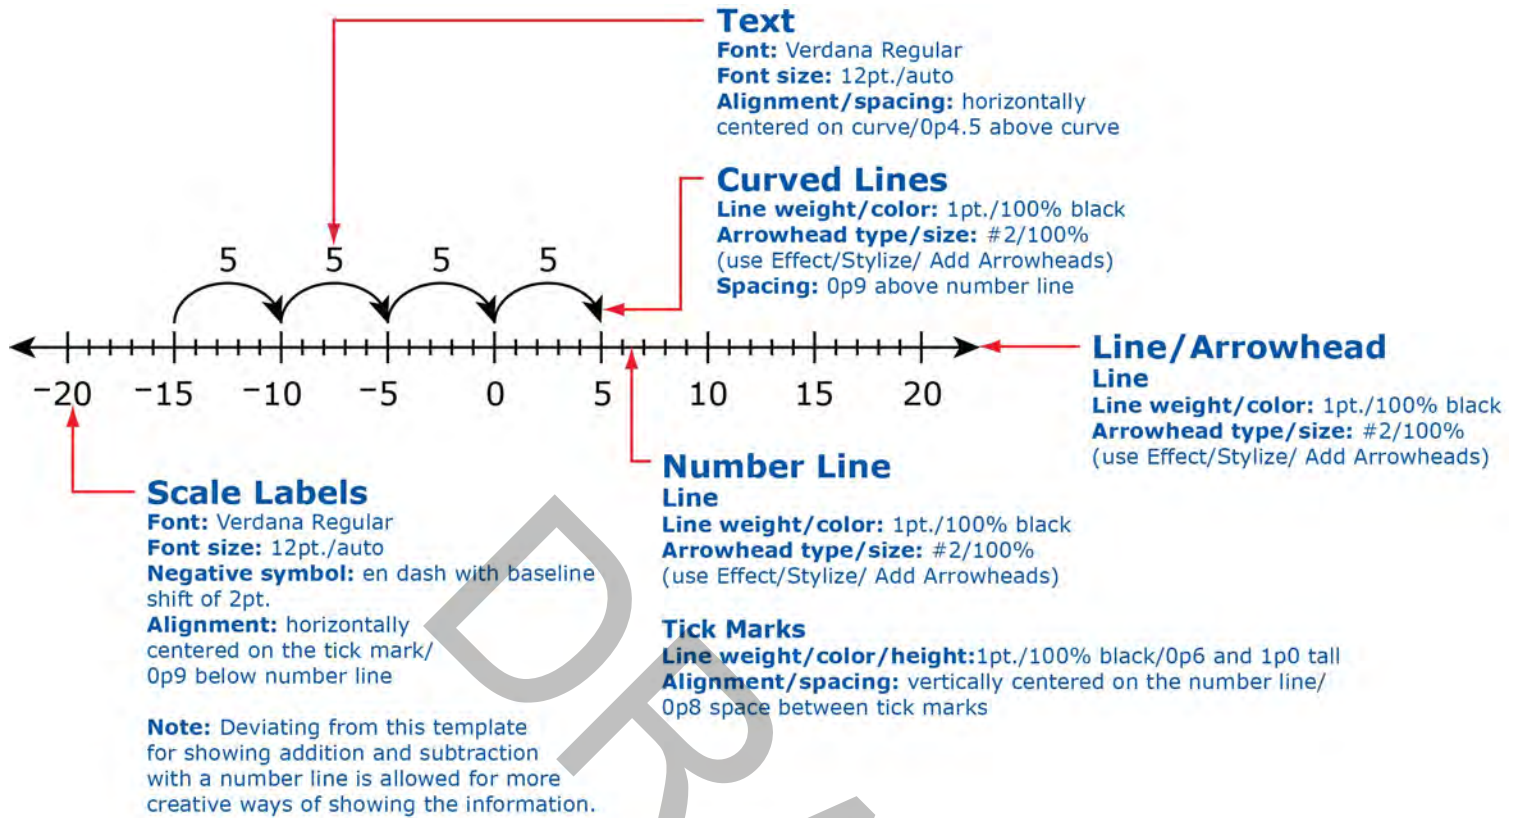 Text
Font: Verdana Regular
Font size: 12pt./auto
Alignment/spacing: horizontally
centered on curve/0p4.5 above curve
Curved Lines
Line weight/color: 1pt./100% black
Arrowhead type/size: #2/100%
(use Effect/Stylize/ Add Arrowheads)
Spacing: 0p9 above number line
5 5 5 5
−20 −15 −10 −5 0 5 10 15 20
Line/Arrowhead
Line
Line weight/color: 1pt./100% black
Arrowhead type/size: #2/100%
(use Effect/Stylize/ Add Arrowheads)
Scale Labels
Font: Verdana Regular
Font size: 12pt./auto
Negative symbol: en dash with baseline
shift of 2pt.
Alignment: horizontally
centered on the tick mark/
0p9 below number line
Note: Deviating from this template
for showing addition and subtraction
with a number line is allowed for more
creative ways of showing the information.
Number Line
Line
Line weight/color: 1pt./100% black
Arrowhead type/size: #2/100%
(use Effect/Stylize/ Add Arrowheads)
Tick Marks
Line weight/color/height:1pt./100% black/0p6 and 1p0 tall
Alignment/spacing: vertically centered on the number line/
0p8 space between tick marks